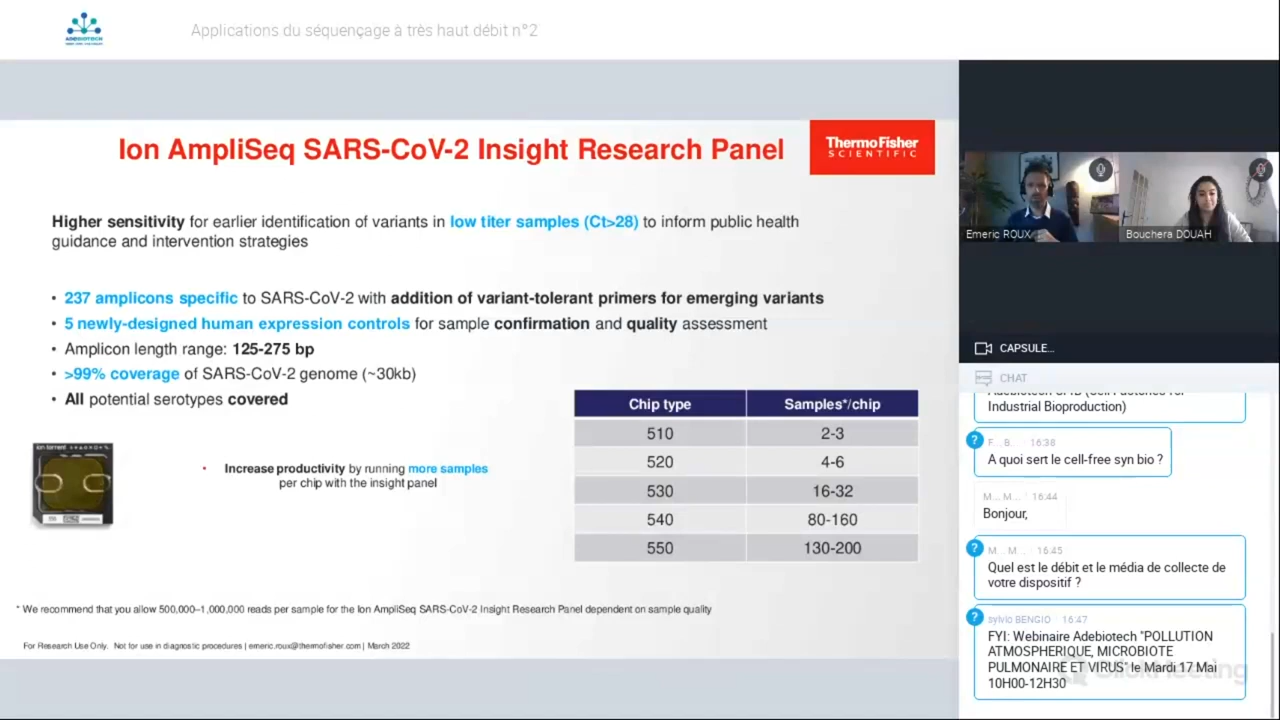 ADEBIOTECH
Applications du séquençage à très haut débit n°2
Ion AmpliSeq SARS-CoV-2 Insight Research Panel
ThermoFisher
SCIENTIFIC
Higher sensitivity for earlier identification of variants in low titer samples (Ct>28) to inform public health
guidance and intervention strategies
• 237 amplicons specific to SARS-CoV-2 with addition of variant-tolerant primers for emerging variants
• 5 newly-designed human expression controls for sample confirmation and quality assessment
• Amplicon length range: 125-275 bp
• >99% coverage of SARS-CoV-2 genome (~30kb)
• All potential serotypes covered
Chip type Samples*/chip
510 2-3
520 4-6
530 16-32
540 80-160
550 130-200
ion torrent
• Increase productivity by running more samples
per chip with the insight panel
* We recommend that you allow 500,000–1,000,000 reads per sample for the Ion AmpliSeq SARS-CoV-2 Insight Research Panel dependent on sample quality
For Research Use Only. Not for use in diagnostic procedures | emeric.roux@thermofisher.com | March 2022
Emeric ROUX
Bouchera DOUAH
CAPSULE...
CHAT
Industrial Bioproduction)
? F... B... · 16:38
A quoi sert le cell-free syn bio ?
M... M... · 16:44
Bonjour,
? M... M... · 16:45
Quel est le débit et le média de collecte de
votre dispositif ?
? sylvio BENGIO · 16:47
FYI: Webinaire Adebiotech "POLLUTION
ATMOSPHERIQUE, MICROBIOTE
PULMONAIRE ET VIRUS" le Mardi 17 Mai
10H00-12H30
ClickMeeting